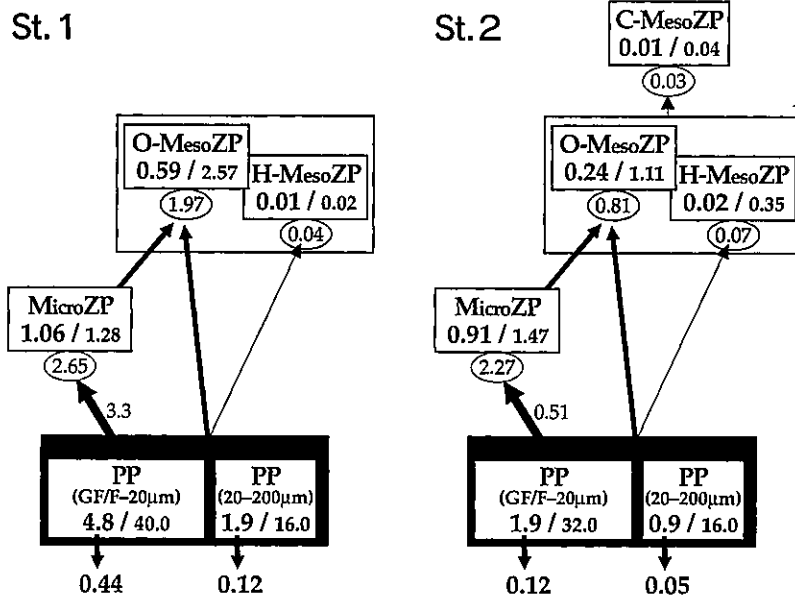 St. 1
O-MesoZP
0.59 / 2.57
1.97
H-MesoZP
0.01 / 0.02
0.04
MicroZP
1.06 / 1.28
2.65
3.3
PP
(GF/F–20μm)
4.8 / 40.0
PP
(20–200μm)
1.9 / 16.0
0.44
0.12
St. 2
C-MesoZP
0.01 / 0.04
0.03
O-MesoZP
0.24 / 1.11
0.81
H-MesoZP
0.02 / 0.35
0.07
MicroZP
0.91 / 1.47
2.27
0.51
PP
(GF/F–20μm)
1.9 / 32.0
PP
(20–200μm)
0.9 / 16.0
0.12
0.05